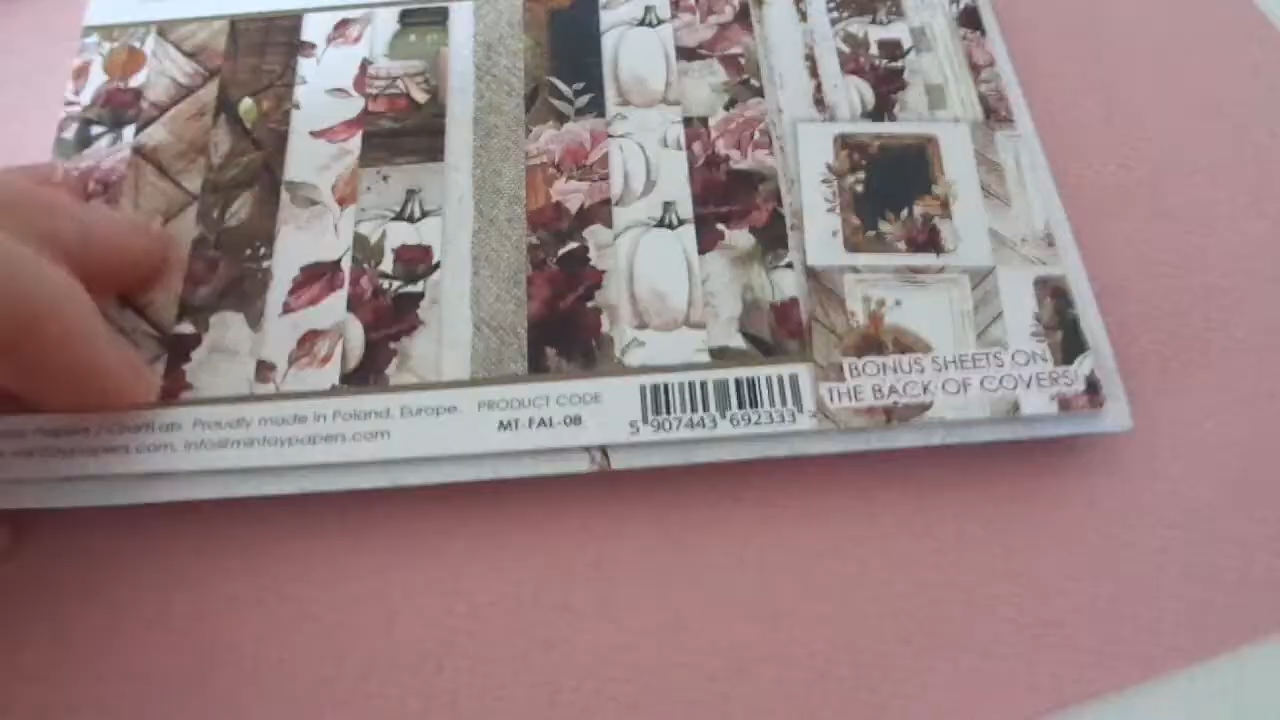 Proudly made in Poland, Europe.
info@mintaypapers.com
PRODUCT CODE
MT-FAL-08
5 907443 692333 >
BONUS SHEETS ON
THE BACK OF COVERS!